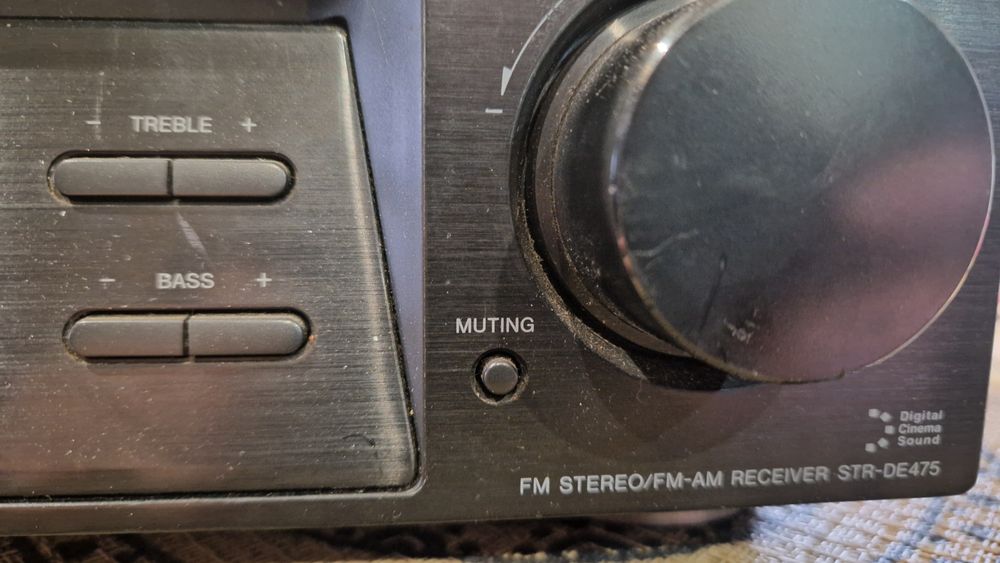 - TREBLE +
- BASS +
-
MUTING
Digital
Cinema
Sound
FM STEREO/FM-AM RECEIVER STR-DE475